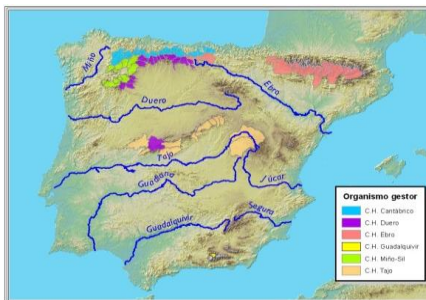 Miño
Ebro
Duero
Tajo
Guadiana
Júcar
Segura
Guadalquivir
Organismo gestor
C.H. Cantábrico
C.H. Duero
C.H. Ebro
C.H. Guadalquivir
C.H. Miño-Sil
C.H. Tajo